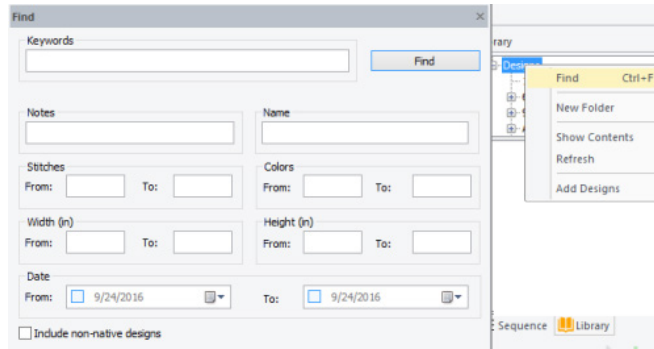 Find
Keywords
Find
Notes
Name
Stitches
From:
To:
Colors
From:
To:
Width (in)
From:
To:
Height (in)
From:
To:
Date
From: 9/24/2016
To: 9/24/2016
Include non-native designs
rary
Designs
Find Ctrl+F
New Folder
Show Contents
Refresh
Add Designs
Sequence
Library